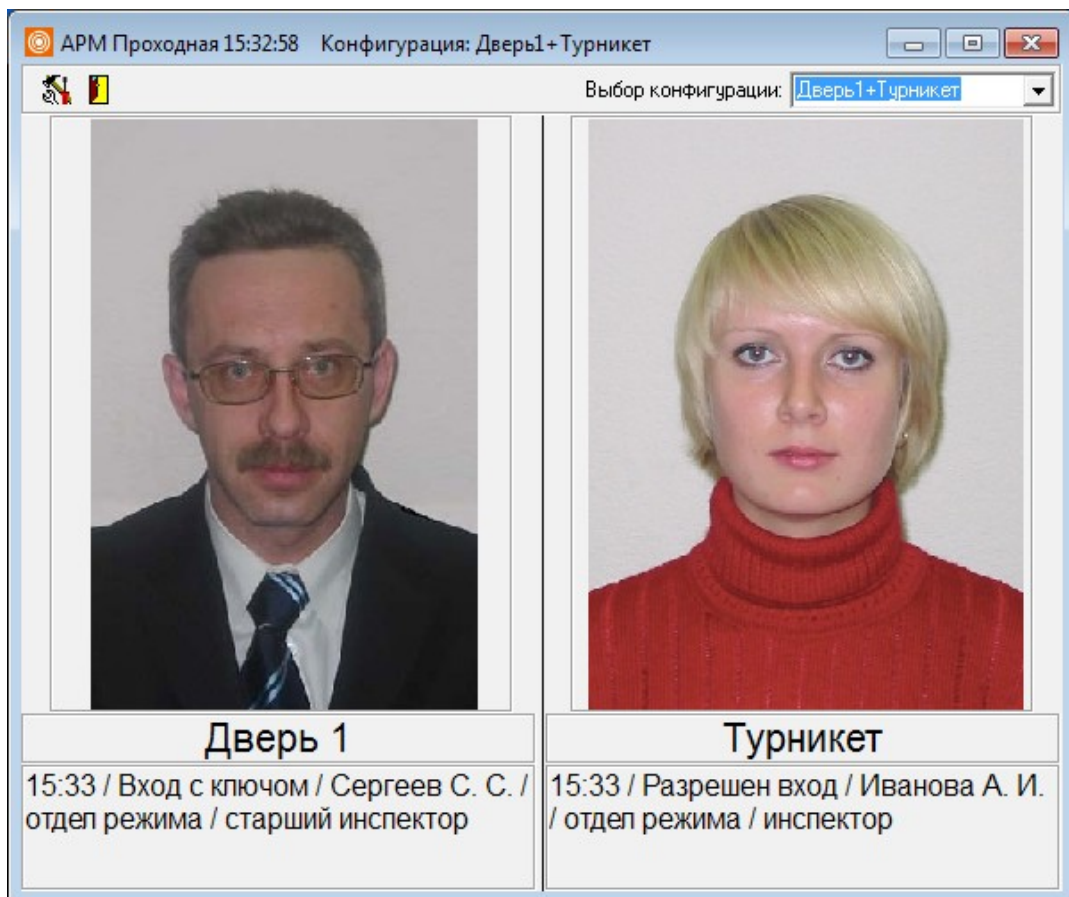 АРМ Проходная 15:32:58 Конфигурация: Дверь1+Турникет
Выбор конфигурации: Дверь1+Турникет
Дверь 1
15:33 / Вход с ключом / Сергеев С. С. /
отдел режима / старший инспектор
Турникет
15:33 / Разрешен вход / Иванова А. И.
/ отдел режима / инспектор